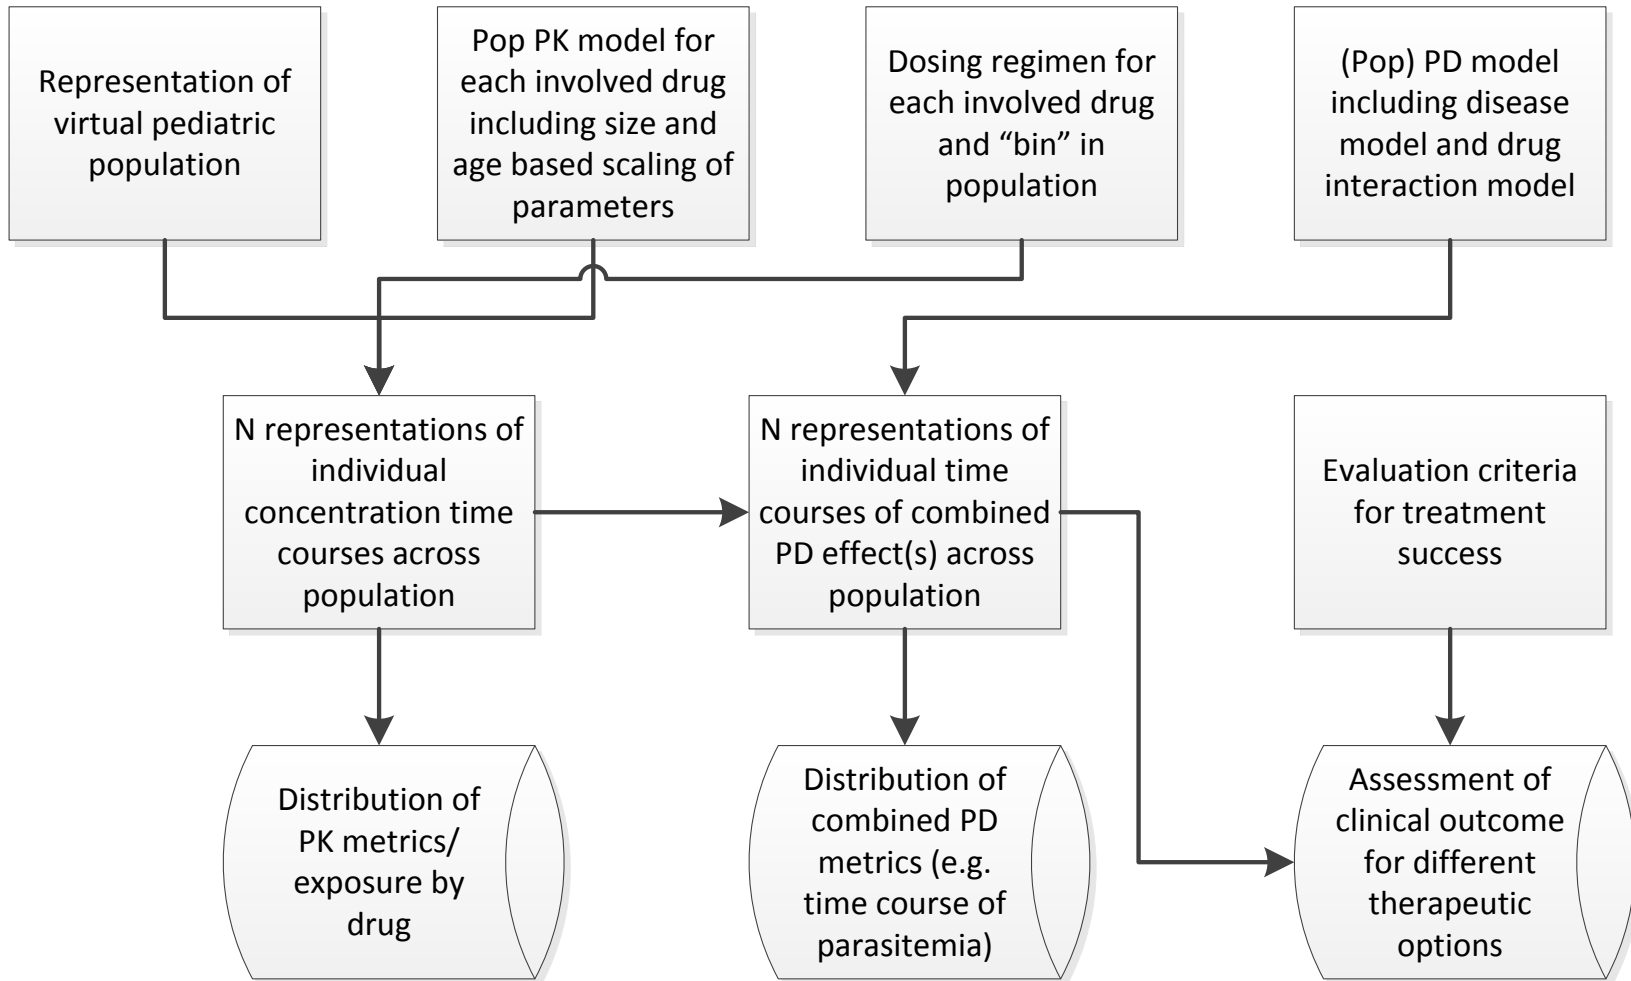 Representation of
virtual pediatric
population
Pop PK model for
each involved drug
including size and
age based scaling of
parameters
Dosing regimen for
each involved drug
and “bin” in
population
(Pop) PD model
including disease
model and drug
interaction model
N representations of
individual
concentration time
courses across
population
N representations of
individual time
courses of combined
PD effect(s) across
population
Evaluation criteria
for treatment
success
Distribution of
PK metrics/
exposure by
drug
Distribution of
combined PD
metrics (e.g.
time course of
parasitemia)
Assessment of
clinical outcome
for different
therapeutic
options